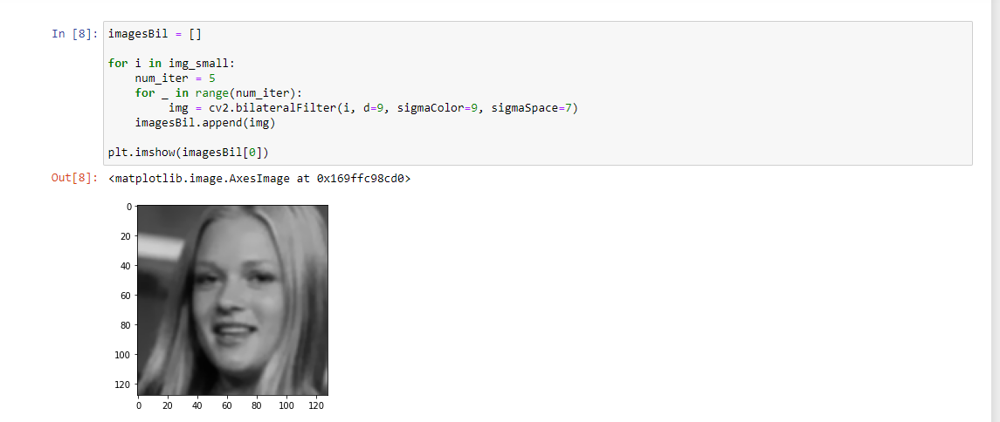 In [8]: imagesBil = []
for i in img_small:
    num_iter = 5
    for _ in range(num_iter):
         img = cv2.bilateralFilter(i, d=9, sigmaColor=9, sigmaSpace=7)
    imagesBil.append(img)
plt.imshow(imagesBil[0])
Out[8]: <matplotlib.image.AxesImage at 0x169ffc98cd0>
0
20
40
60
80
100
120
0 20 40 60 80 100 120